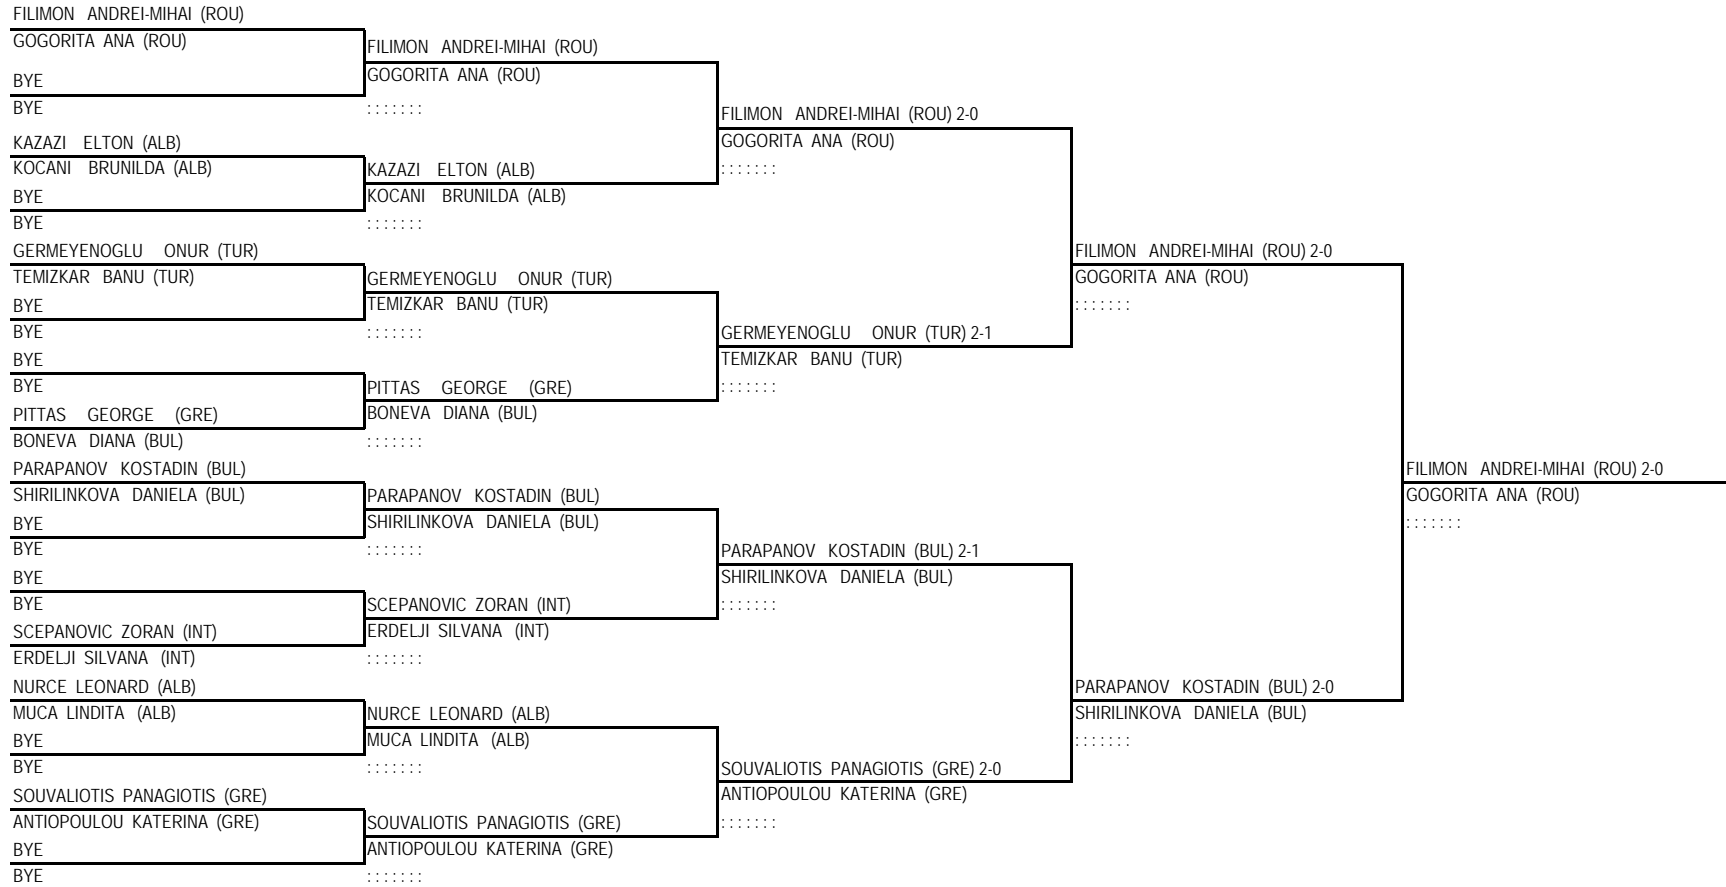 FILIMON ANDREI-MIHAI (ROU)
GOGORITA ANA (ROU)
BYE
BYE
KAZAZI ELTON (ALB)
KOCANI BRUNILDA (ALB)
BYE
BYE
GERMEYENOGLU ONUR (TUR)
TEMIZKAR BANU (TUR)
BYE
BYE
BYE
BYE
PITTAS GEORGE (GRE)
BONEVA DIANA (BUL)
PARAPANOV KOSTADIN (BUL)
SHIRILINKOVA DANIELA (BUL)
BYE
BYE
BYE
BYE
SCEPANOVIC ZORAN (INT)
ERDELJI SILVANA (INT)
NURCE LEONARD (ALB)
MUCA LINDITA (ALB)
BYE
BYE
SOUVALIOTIS PANAGIOTIS (GRE)
ANTIOPOULOU KATERINA (GRE)
BYE
BYE
FILIMON ANDREI-MIHAI (ROU)
GOGORITA ANA (ROU)
: : : : : : :
KAZAZI ELTON (ALB)
KOCANI BRUNILDA (ALB)
: : : : : : :
GERMEYENOGLU ONUR (TUR)
TEMIZKAR BANU (TUR)
: : : : : : :
PITTAS GEORGE (GRE)
BONEVA DIANA (BUL)
: : : : : : :
PARAPANOV KOSTADIN (BUL)
SHIRILINKOVA DANIELA (BUL)
: : : : : : :
SCEPANOVIC ZORAN (INT)
ERDELJI SILVANA (INT)
: : : : : : :
NURCE LEONARD (ALB)
MUCA LINDITA (ALB)
: : : : : : :
SOUVALIOTIS PANAGIOTIS (GRE)
ANTIOPOULOU KATERINA (GRE)
: : : : : : :
FILIMON ANDREI-MIHAI (ROU) 2-0
GOGORITA ANA (ROU)
: : : : : : :
GERMEYENOGLU ONUR (TUR) 2-1
TEMIZKAR BANU (TUR)
: : : : : : :
PARAPANOV KOSTADIN (BUL) 2-1
SHIRILINKOVA DANIELA (BUL)
: : : : : : :
SOUVALIOTIS PANAGIOTIS (GRE) 2-0
ANTIOPOULOU KATERINA (GRE)
: : : : : : :
FILIMON ANDREI-MIHAI (ROU) 2-0
GOGORITA ANA (ROU)
: : : : : : :
PARAPANOV KOSTADIN (BUL) 2-0
SHIRILINKOVA DANIELA (BUL)
: : : : : : :
FILIMON ANDREI-MIHAI (ROU) 2-0
GOGORITA ANA (ROU)
: : : : : : :